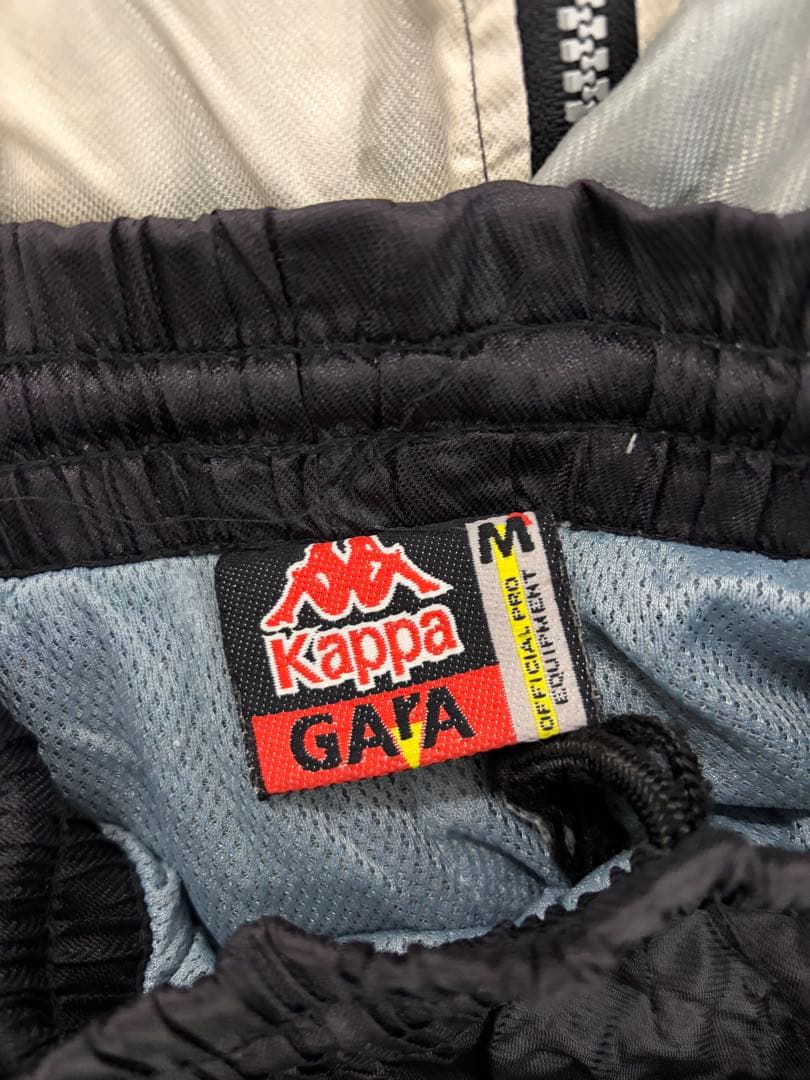 Kappa
GArA
M
OFFICIAL PRO
EQUIPMENT